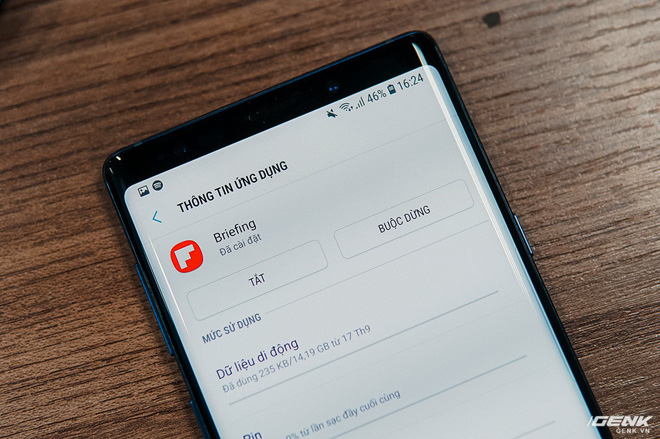 46% 16:24
THÔNG TIN ỨNG DỤNG
Briefing
Đã cài đặt
TẮT
BUỘC DỪNG
MỨC SỬ DỤNG
Dữ liệu di động
Đã dùng 235 KB/14,19 GB từ 17 Th9
Pin
0% từ lần sạc đầy cuối cùng
GENK
GENK.VN